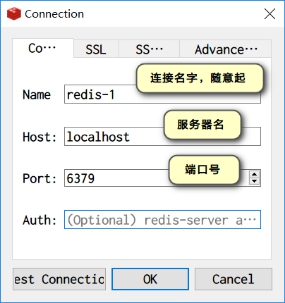 Connection
Co… SSL SS… Advance…
连接名字，随意起
Name redis-1
服务器名
Host: localhost
端口号
Port: 6379
Auth: (Optional) redis-server a…
est Connectio OK Cancel